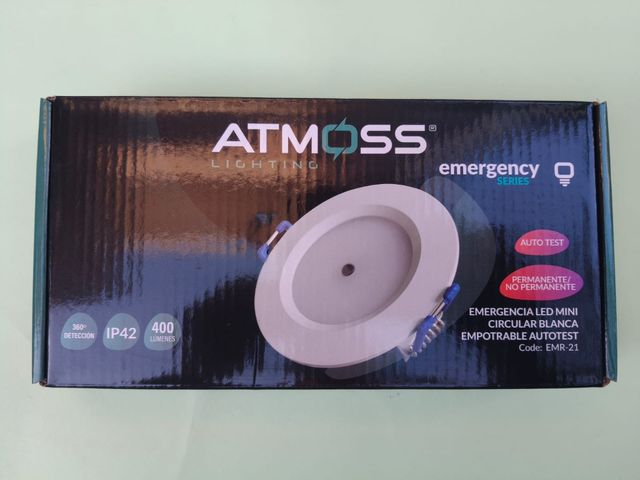 ATMOSS®
LIGHTING
emergency
SERIES
AUTO TEST
PERMANENTE/
NO PERMANENTE
EMERGENCIA LED MINI
CIRCULAR BLANCA
EMPOTRABLE AUTOTEST
Code: EMR-21
360º
DETECCIÓN
IP42
400
LÚMENES